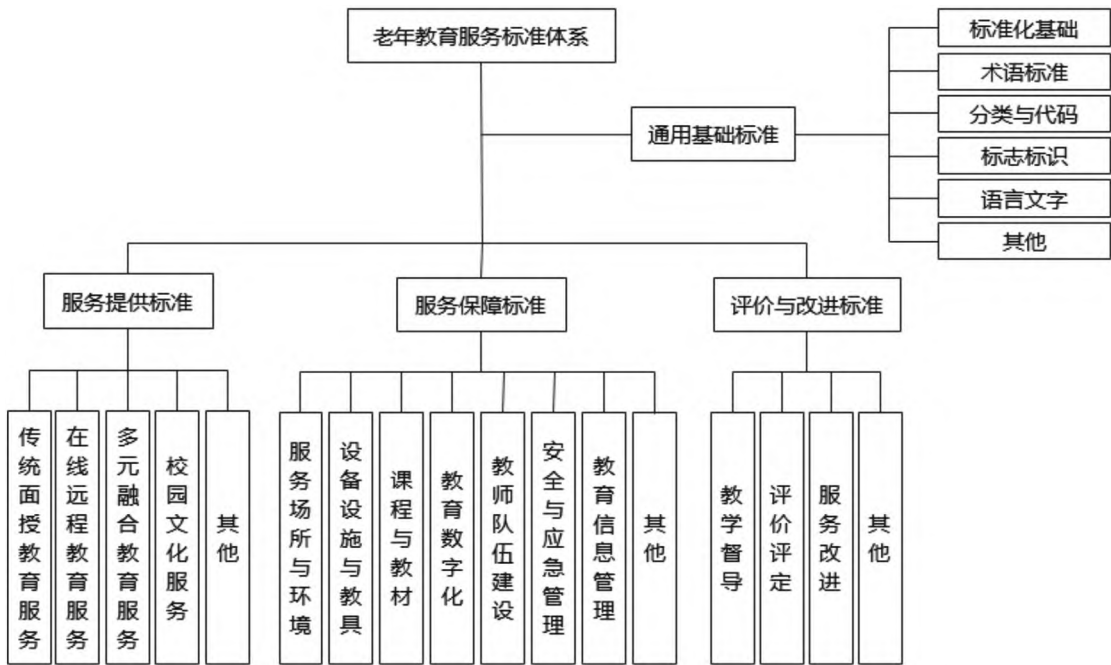 老年教育服务标准体系
通用基础标准
标准化基础
术语标准
分类与代码
标志标识
语言文字
其他
服务提供标准
服务保障标准
评价与改进标准
传统面授教育服务
在线远程教育服务
多元融合教育服务
校园文化服务
其他
服务场所与环境
设备设施与教具
课程与教材
教育数字化
教师队伍建设
安全与应急管理
教育信息管理
其他
教学督导
评价评定
服务改进
其他